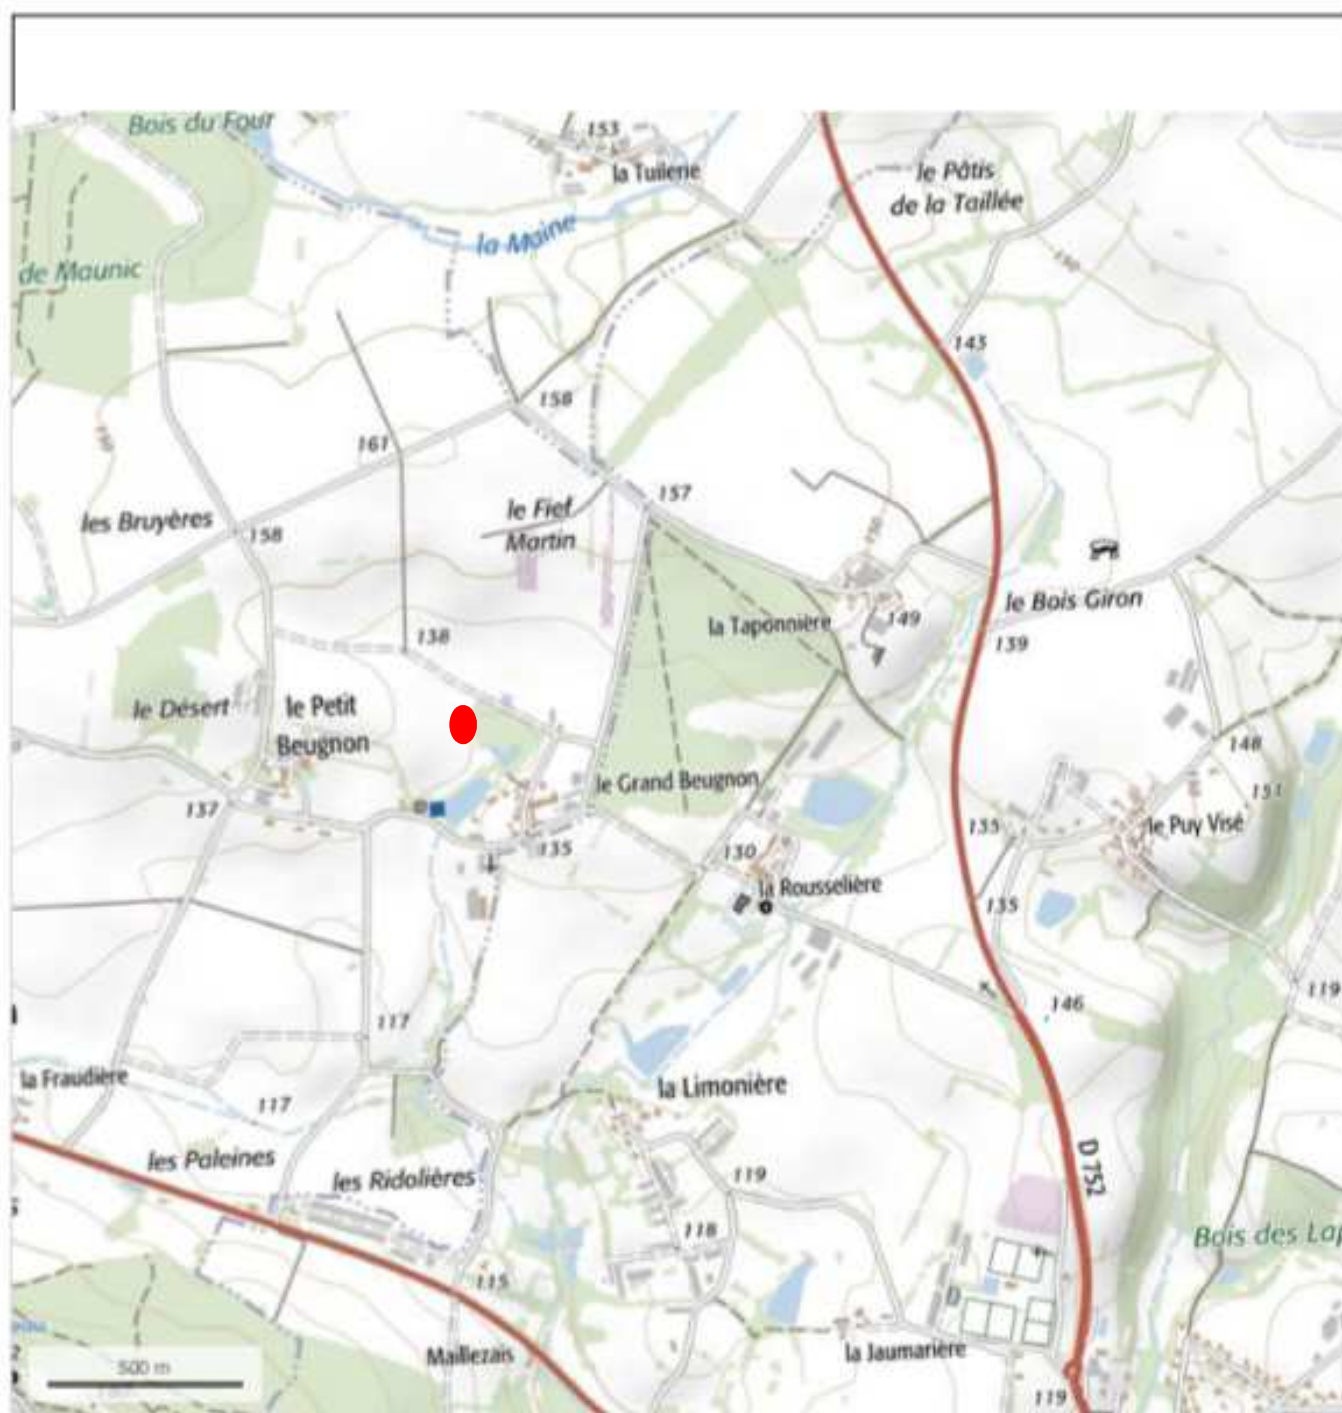 Bois du Four
153
la Tuilerie
le Pâtis
de la Taillée
la Maine
de Maunic
150
143
158
161
150
157
le Fief
Martin
les Bruyères
158
150
le Bois Giron
la Taponnière
149
138
139
le Désert
le Petit
Beugnon
148
le Grand Beugnon
151
137
135
le Puy Visé
135
130
la Rousselière
135
119
146
117
la Fraudière
117
la Limonière
les Paleines
les Ridolières
119
D 752
118
Bois des Lap
115
Maillezais
la Jaumarière
500 m
119